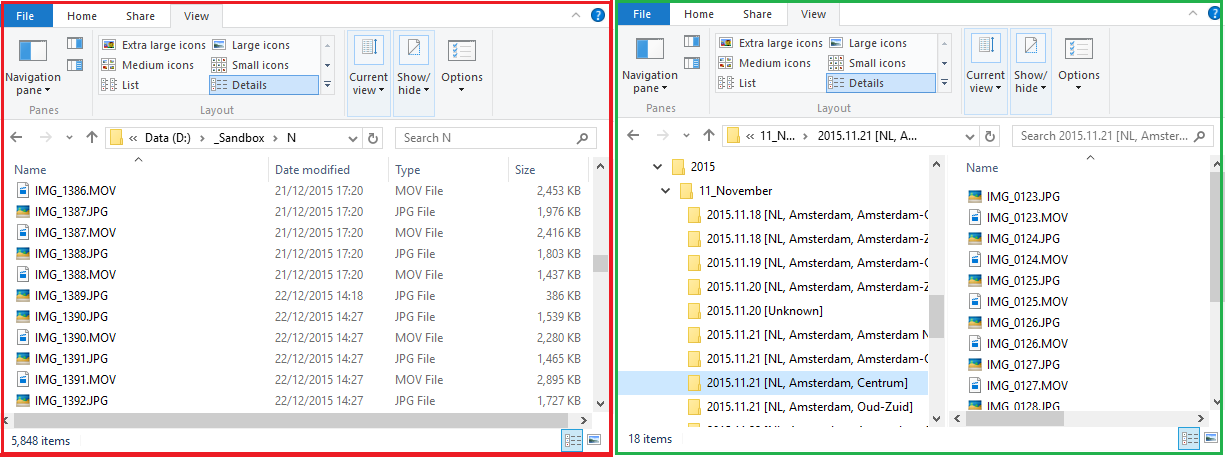 File Home Share View
Extra large icons Large icons
Medium icons Small icons
List Details
Navigation pane
Current view
Show/ hide
Options
Panes Layout
« Data (D:) _Sandbox N Search N
Name Date modified Type Size
IMG_1386.MOV 21/12/2015 17:20 MOV File 2,453 KB
IMG_1387.JPG 21/12/2015 17:20 JPG File 1,976 KB
IMG_1387.MOV 21/12/2015 17:20 MOV File 2,416 KB
IMG_1388.JPG 21/12/2015 17:20 JPG File 1,803 KB
IMG_1388.MOV 21/12/2015 17:20 MOV File 1,437 KB
IMG_1389.JPG 22/12/2015 14:18 JPG File 386 KB
IMG_1390.JPG 22/12/2015 14:27 JPG File 1,539 KB
IMG_1390.MOV 22/12/2015 14:27 MOV File 2,280 KB
IMG_1391.JPG 22/12/2015 14:27 JPG File 1,465 KB
IMG_1391.MOV 22/12/2015 14:27 MOV File 2,895 KB
IMG_1392.JPG 22/12/2015 14:27 JPG File 1,727 KB
5,848 items
File Home Share View
Extra large icons Large icons
Medium icons Small icons
List Details
Navigation pane
Current view
Show/ hide
Options
Panes Layout
« 11_N... 2015.11.21 [NL, A... Search 2015.11.21 [NL, Amster...
2015
11_November
2015.11.18 [NL, Amsterdam, Amsterdam-C
2015.11.18 [NL, Amsterdam, Amsterdam-Z
2015.11.19 [NL, Amsterdam, Amsterdam-C
2015.11.20 [NL, Amsterdam, Amsterdam-Z
2015.11.20 [Unknown]
2015.11.21 [NL, Amsterdam, Amsterdam N
2015.11.21 [NL, Amsterdam, Amsterdam-C
2015.11.21 [NL, Amsterdam, Centrum]
2015.11.21 [NL, Amsterdam, Oud-Zuid]
Name
IMG_0123.JPG
IMG_0123.MOV
IMG_0124.JPG
IMG_0124.MOV
IMG_0125.JPG
IMG_0125.MOV
IMG_0126.JPG
IMG_0126.MOV
IMG_0127.JPG
IMG_0127.MOV
IMG_0128.JPG
18 items